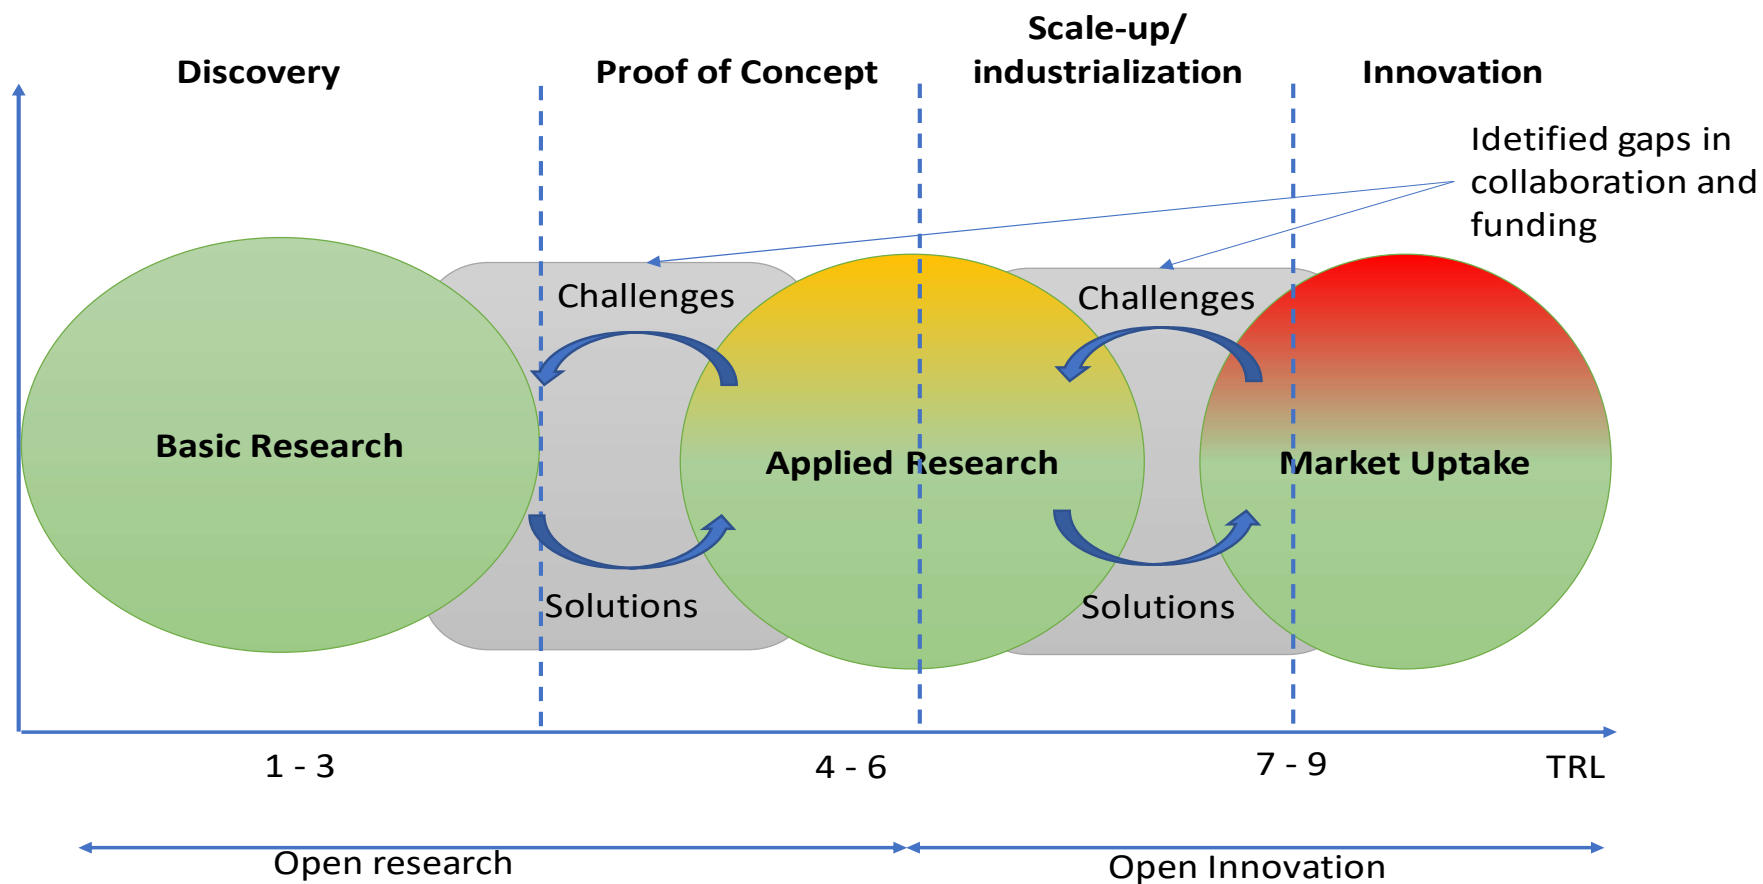 Discovery
Proof of Concept
Scale-up/
industrialization
Innovation
Idetified gaps in
collaboration and
funding
Challenges
Challenges
Basic Research
Applied Research
Market Uptake
Solutions
Solutions
1 - 3
4 - 6
7 - 9
TRL
Open research
Open Innovation